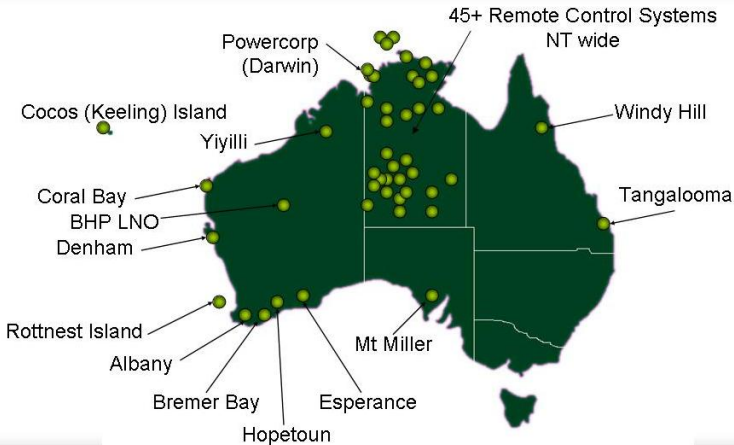 45+ Remote Control Systems
NT wide
Powercorp
(Darwin)
Cocos (Keeling) Island
Yiyilli
Windy Hill
Coral Bay
BHP LNO
Tangalooma
Denham
Rottnest Island
Mt Miller
Albany
Bremer Bay
Esperance
Hopetoun